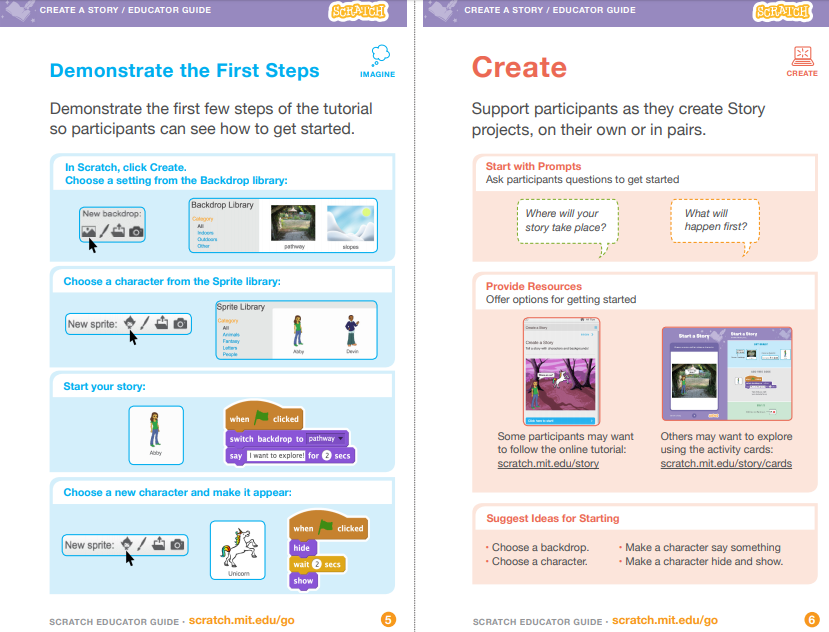 CREATE A STORY / EDUCATOR GUIDE
SCRATCH
Demonstrate the First Steps
IMAGINE
Demonstrate the first few steps of the tutorial
so participants can see how to get started.
In Scratch, click Create.
Choose a setting from the Backdrop library:
New backdrop:
Backdrop Library
Category
All
Indoors
Outdoors
Other
pathway
slopes
Choose a character from the Sprite library:
New sprite:
Sprite Library
Category
All
Animals
Fantasy
Letters
People
Abby
Devin
Start your story:
Abby
when clicked
switch backdrop to pathway
say I want to explore! for 2 secs
Choose a new character and make it appear:
New sprite:
Unicorn
when clicked
hide
wait 2 secs
show
SCRATCH EDUCATOR GUIDE • scratch.mit.edu/go
5
CREATE A STORY / EDUCATOR GUIDE
SCRATCH
Create
CREATE
Support participants as they create Story
projects, on their own or in pairs.
Start with Prompts
Ask participants questions to get started
Where will your
story take place?
What will
happen first?
Provide Resources
Offer options for getting started
Create a Story
Create a Story
Start a Story
Start a Story
Some participants may want
to follow the online tutorial:
scratch.mit.edu/story
Others may want to explore
using the activity cards:
scratch.mit.edu/story/cards
Suggest Ideas for Starting
• Choose a backdrop.
• Choose a character.
• Make a character say something
• Make a character hide and show.
SCRATCH EDUCATOR GUIDE • scratch.mit.edu/go
6